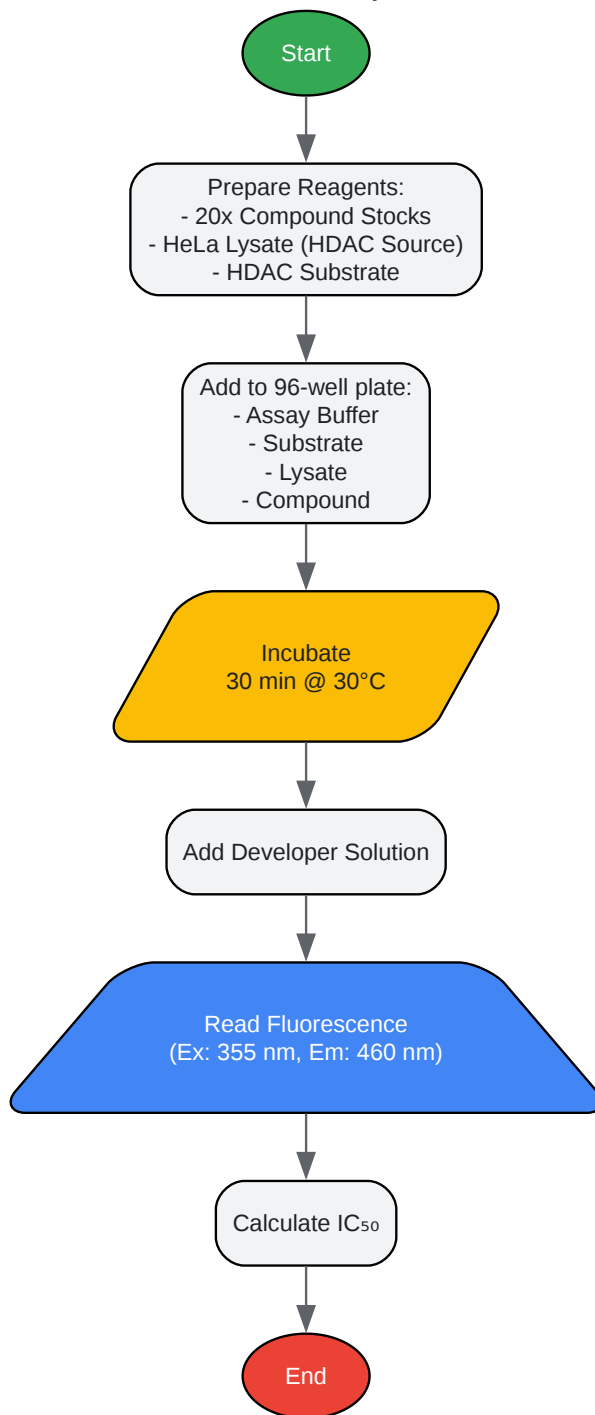 Start
Prepare Reagents:
- 20x Compound Stocks
- HeLa Lysate (HDAC Source)
- HDAC Substrate
Add to 96-well plate:
- Assay Buffer
- Substrate
- Lysate
- Compound
Incubate
30 min @ 30°C
Add Developer Solution
Read Fluorescence
(Ex: 355 nm, Em: 460 nm)
Calculate IC₅₀
End